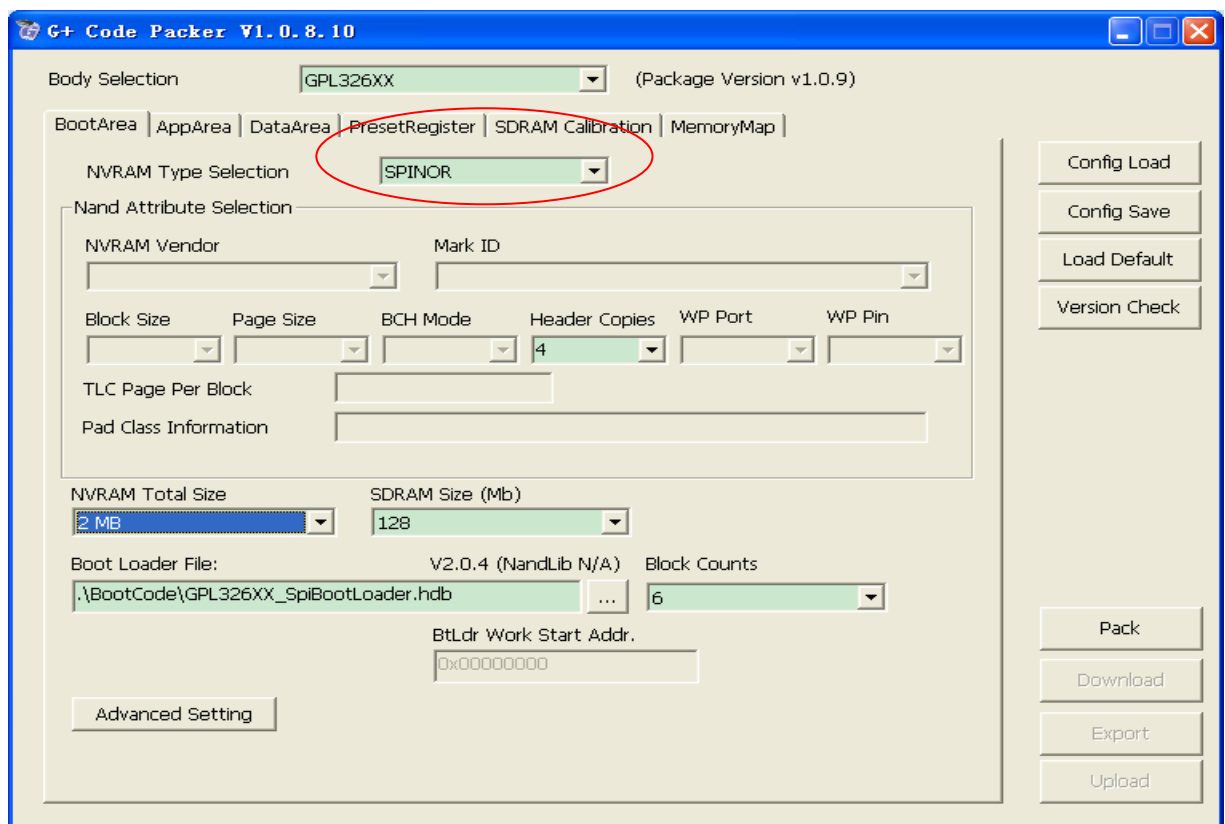 G+ Code Packer V1.0.8.10
Body Selection GPL326XX (Package Version v1.0.9)
BootArea AppArea DataArea PresetRegister SDRAM Calibration MemoryMap
NVRAM Type Selection SPINOR
Nand Attribute Selection
NVRAM Vendor Mark ID
Block Size Page Size BCH Mode Header Copies WP Port WP Pin
4
TLC Page Per Block
Pad Class Information
NVRAM Total Size SDRAM Size (Mb)
2 MB 128
Boot Loader File: V2.0.4 (NandLib N/A) Block Counts
.\BootCode\GPL326XX_SpiBootLoader.hdb ... 6
BtLdr Work Start Addr.
0x00000000
Advanced Setting
Config Load
Config Save
Load Default
Version Check
Pack
Download
Export
Upload